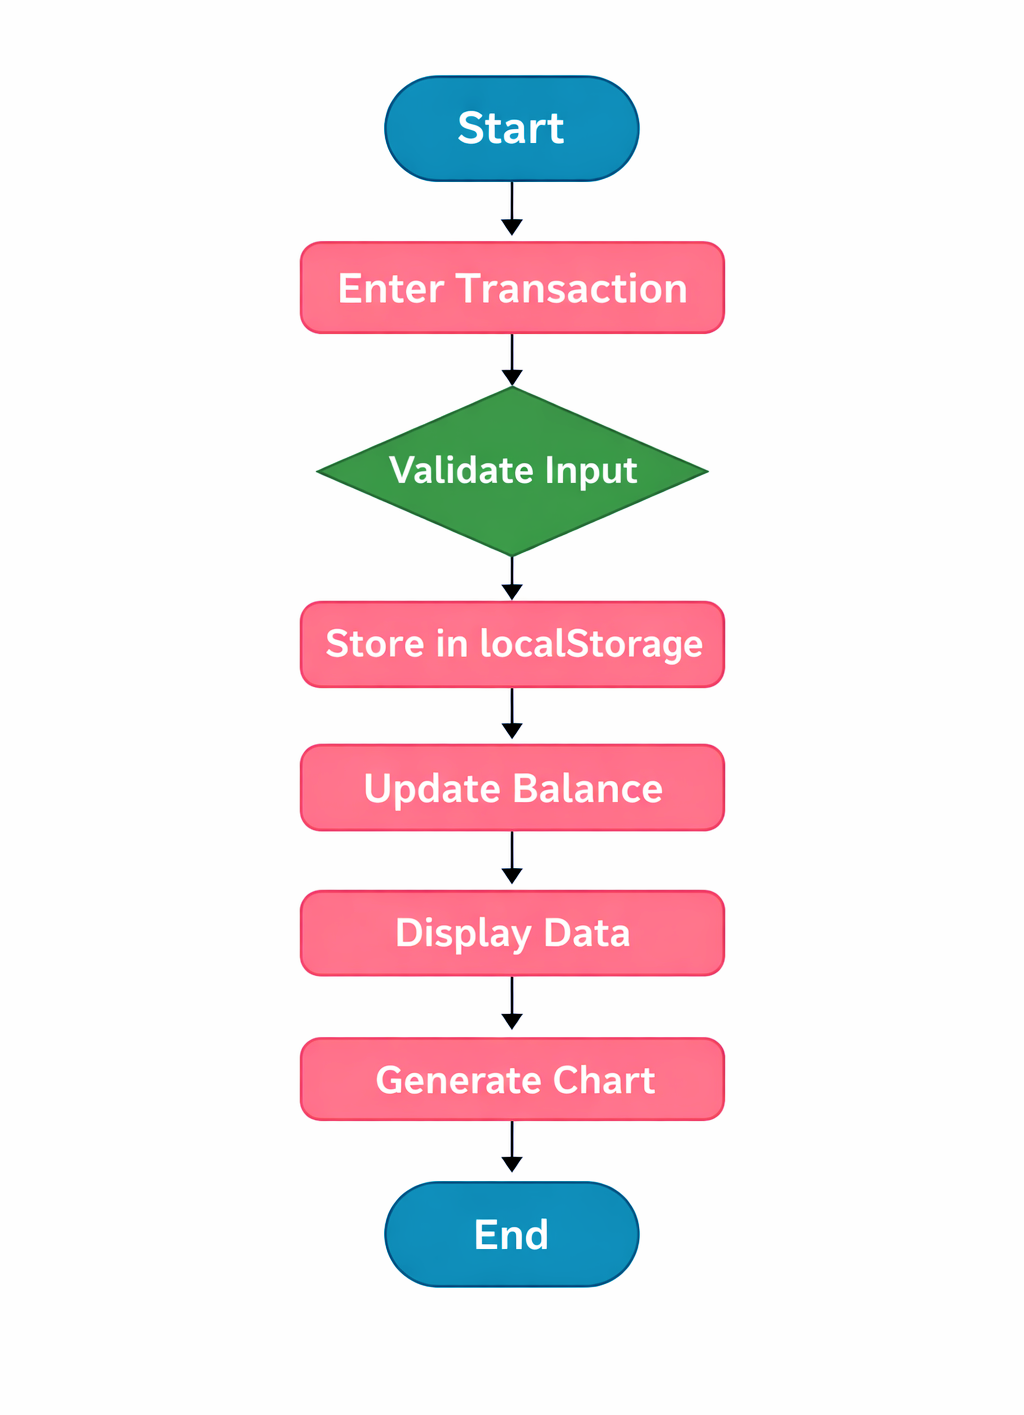 Start
Enter Transaction
Validate Input
Store in localStorage
Update Balance
Display Data
Generate Chart
End